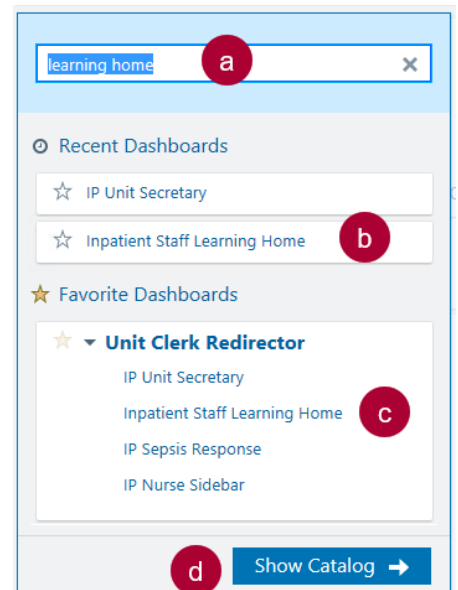 learning home a
Recent Dashboards
IP Unit Secretary
Inpatient Staff Learning Home b
Favorite Dashboards
Unit Clerk Redirector
IP Unit Secretary
Inpatient Staff Learning Home c
IP Sepsis Response
IP Nurse Sidebar
d Show Catalog